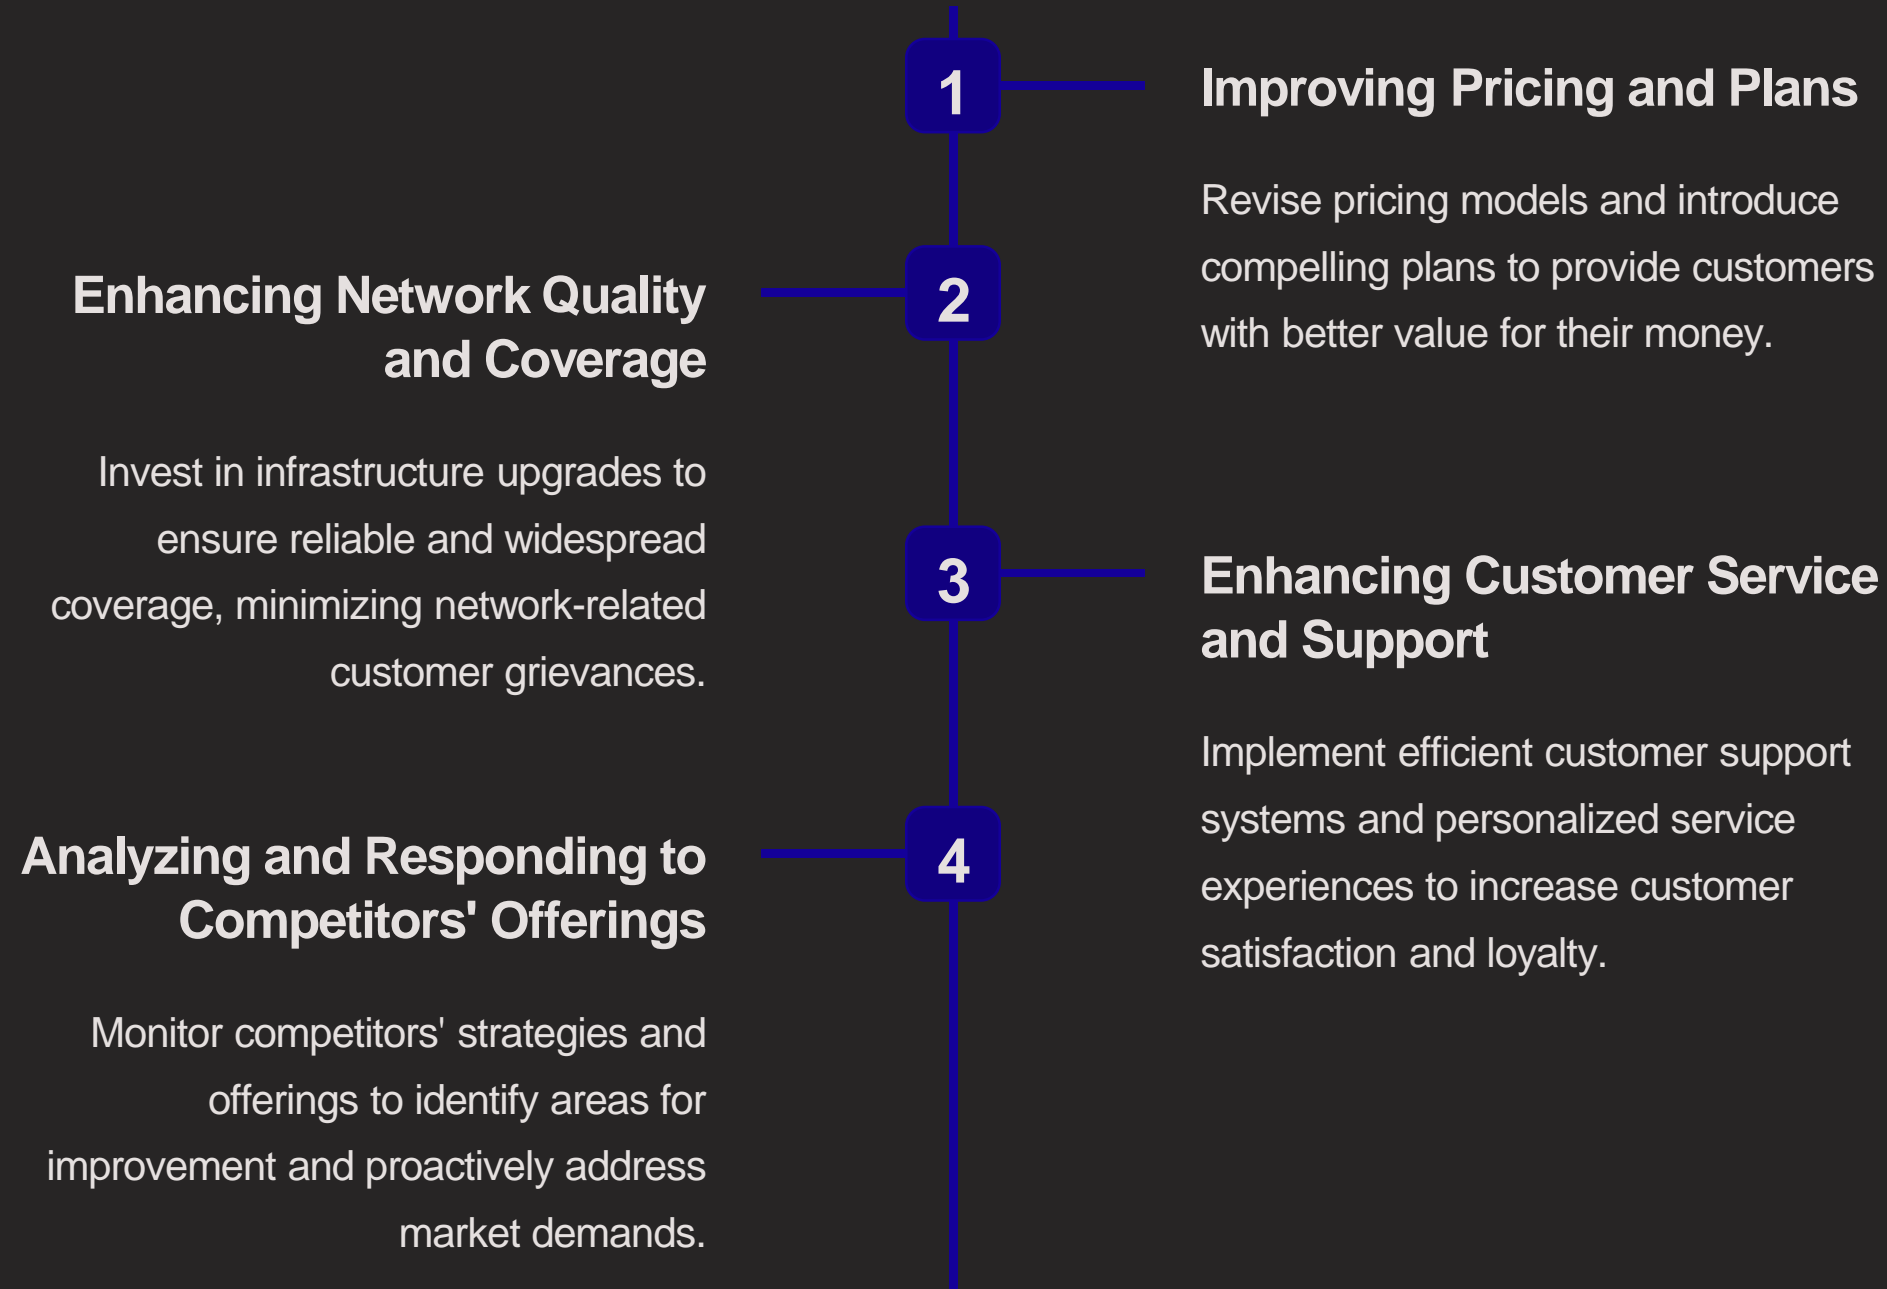 1
Improving Pricing and Plans
Revise pricing models and introduce
compelling plans to provide customers
with better value for their money.
2
Enhancing Network Quality
and Coverage
Invest in infrastructure upgrades to
ensure reliable and widespread
coverage, minimizing network-related
customer grievances.
3
Enhancing Customer Service
and Support
Implement efficient customer support
systems and personalized service
experiences to increase customer
satisfaction and loyalty.
4
Analyzing and Responding to
Competitors' Offerings
Monitor competitors' strategies and
offerings to identify areas for
improvement and proactively address
market demands.